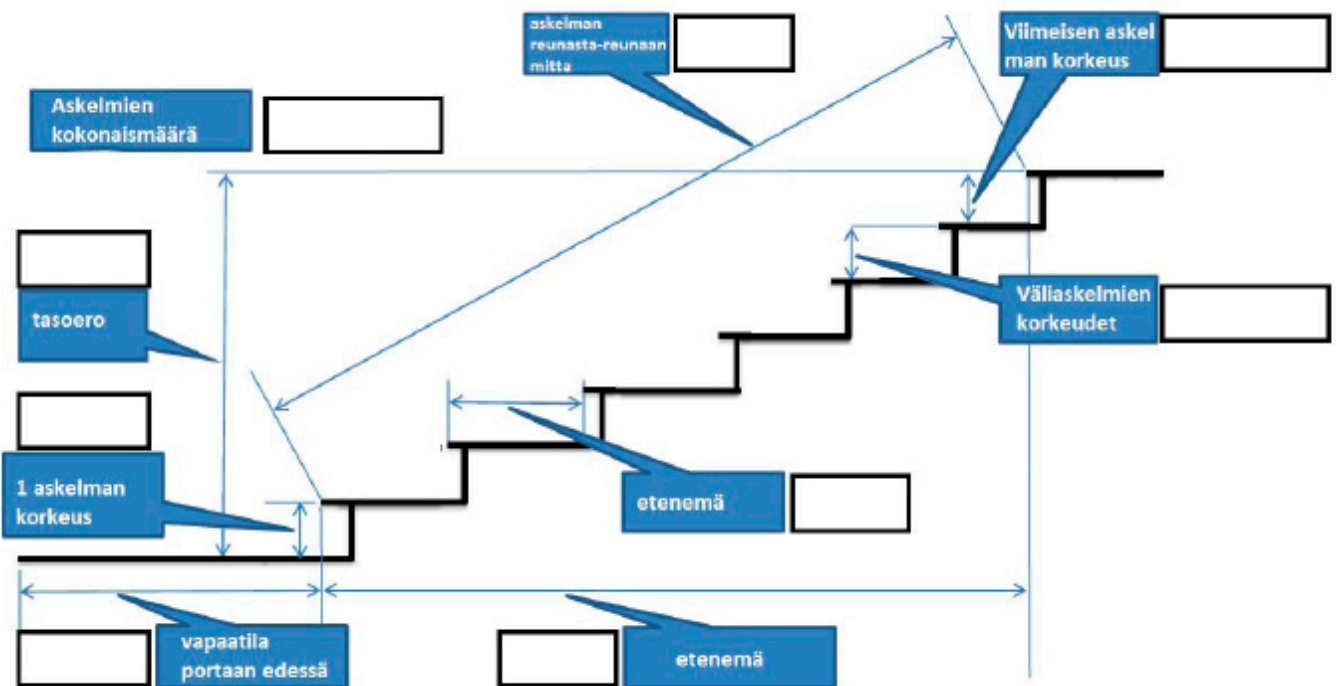 askelman
reunasta-reunaan
mitta
Viimeisen askel
man korkeus
Askelmien
kokonaismäärä
tasoero
Väliaskelmien
korkeudet
1 askelman
korkeus
etenemä
vapaatila
portaan edessä
etenemä